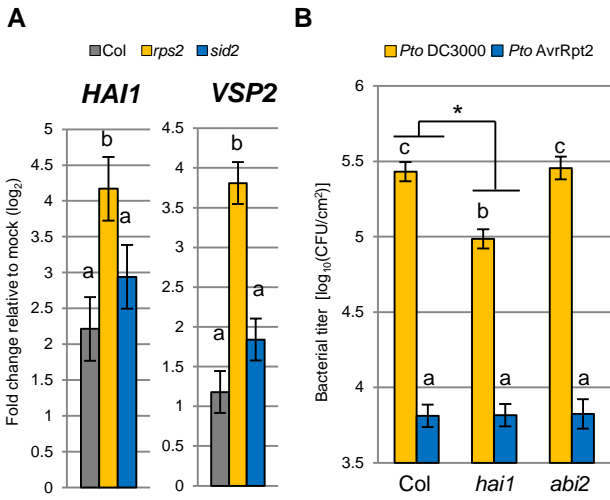 A
Col rps2 sid2
HAI1 VSP2
Fold change relative to mock (log2)
5
4.5
4
3.5
3
2.5
2
1.5
1
0.5
0
a
b
a
4.5
4
3.5
3
2.5
2
1.5
1
0.5
0
a
b
a
B
Pto DC3000 Pto AvrRpt2
Bacterial titer [log10(CFU/cm2)]
6
5.5
5
4.5
4
3.5
*
c
a
b
a
c
a
Col hai1 abi2